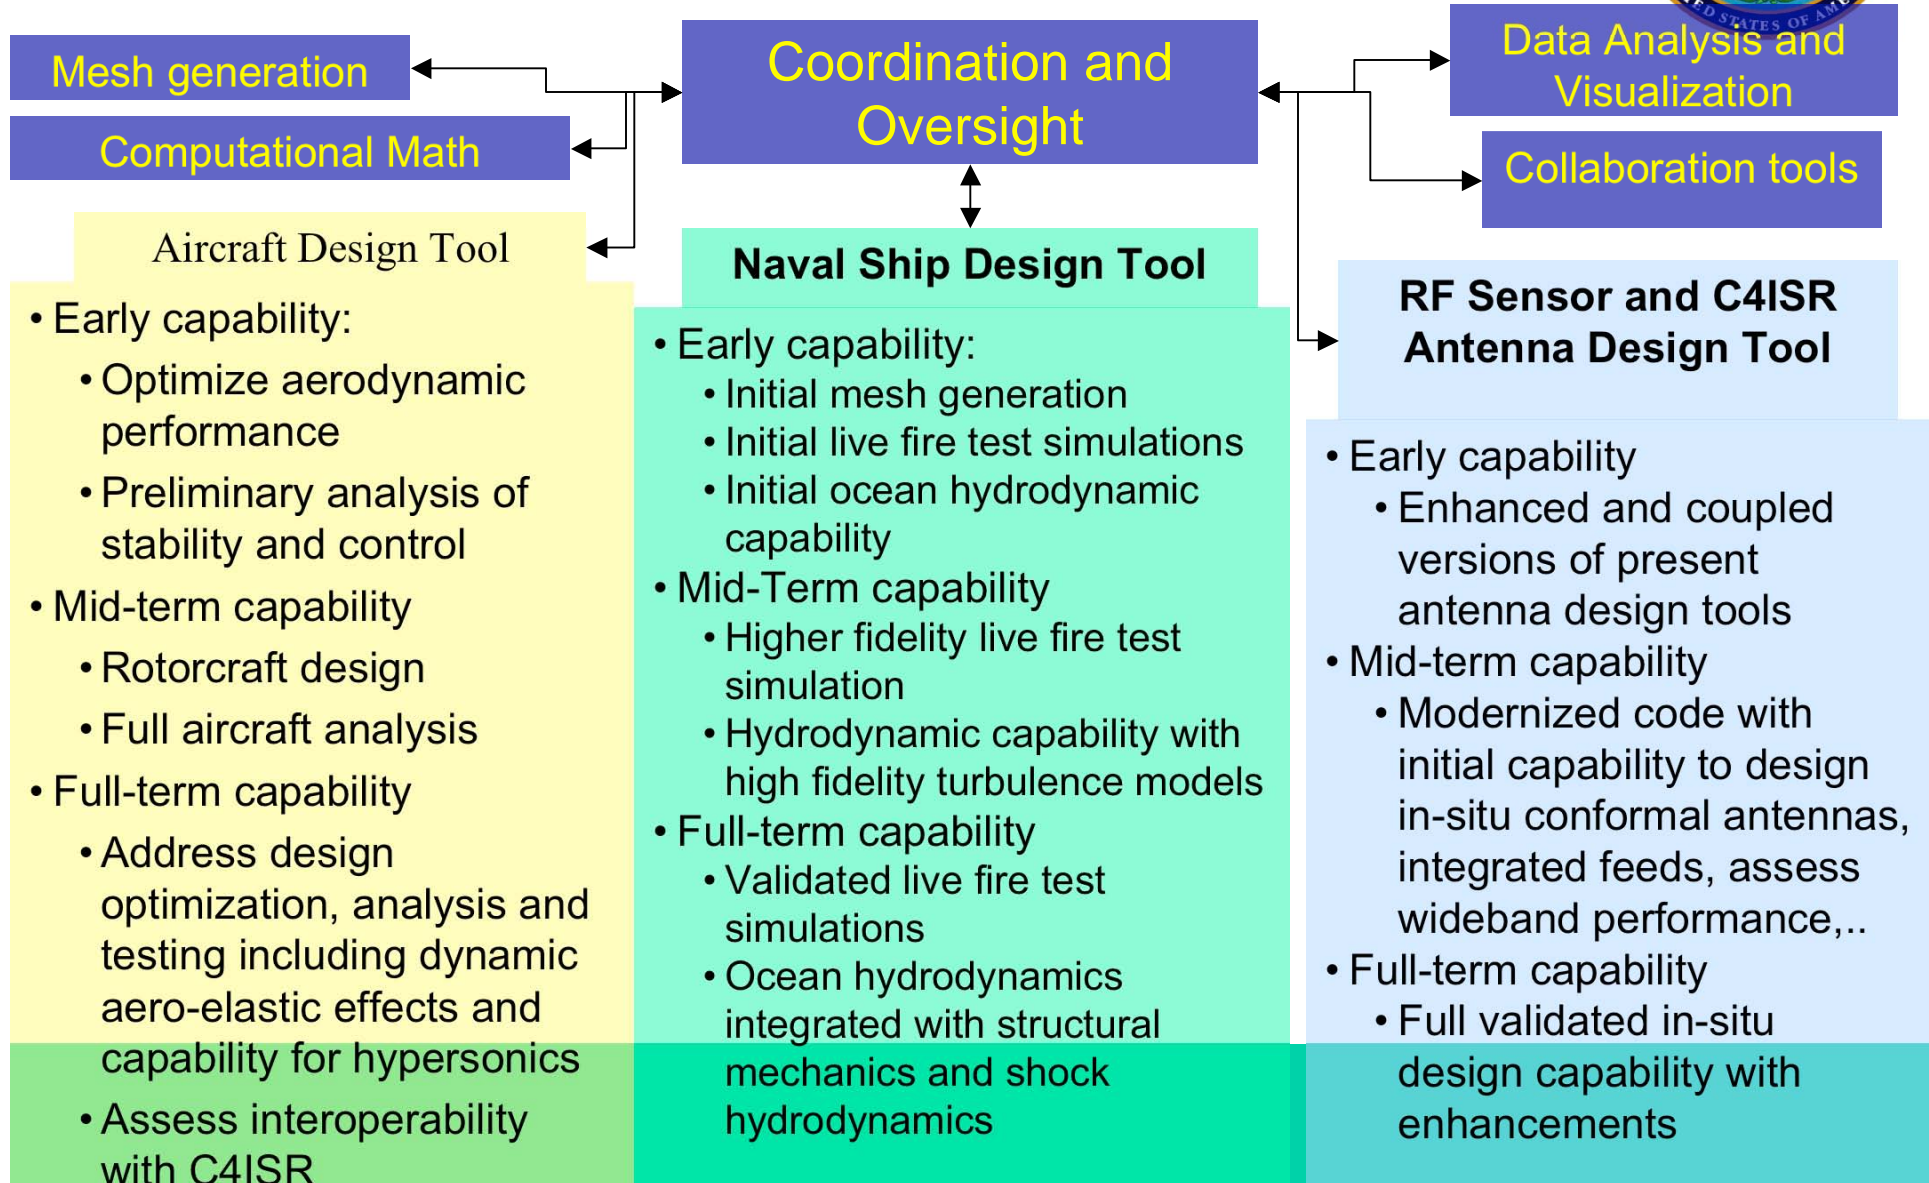 STATES OF AM
Mesh generation
Computational Math
Coordination and
Oversight
Data Analysis and
Visualization
Collaboration tools
Aircraft Design Tool
• Early capability:
• Optimize aerodynamic
performance
• Preliminary analysis of
stability and control
• Mid-term capability
• Rotorcraft design
• Full aircraft analysis
• Full-term capability
• Address design
optimization, analysis and
testing including dynamic
aero-elastic effects and
capability for hypersonics
• Assess interoperability
with C4ISR
Naval Ship Design Tool
• Early capability:
• Initial mesh generation
• Initial live fire test simulations
• Initial ocean hydrodynamic
capability
• Mid-Term capability
• Higher fidelity live fire test
simulation
• Hydrodynamic capability with
high fidelity turbulence models
• Full-term capability
• Validated live fire test
simulations
• Ocean hydrodynamics
integrated with structural
mechanics and shock
hydrodynamics
RF Sensor and C4ISR
Antenna Design Tool
• Early capability
• Enhanced and coupled
versions of present
antenna design tools
• Mid-term capability
• Modernized code with
initial capability to design
in-situ conformal antennas,
integrated feeds, assess
wideband performance,..
• Full-term capability
• Full validated in-situ
design capability with
enhancements